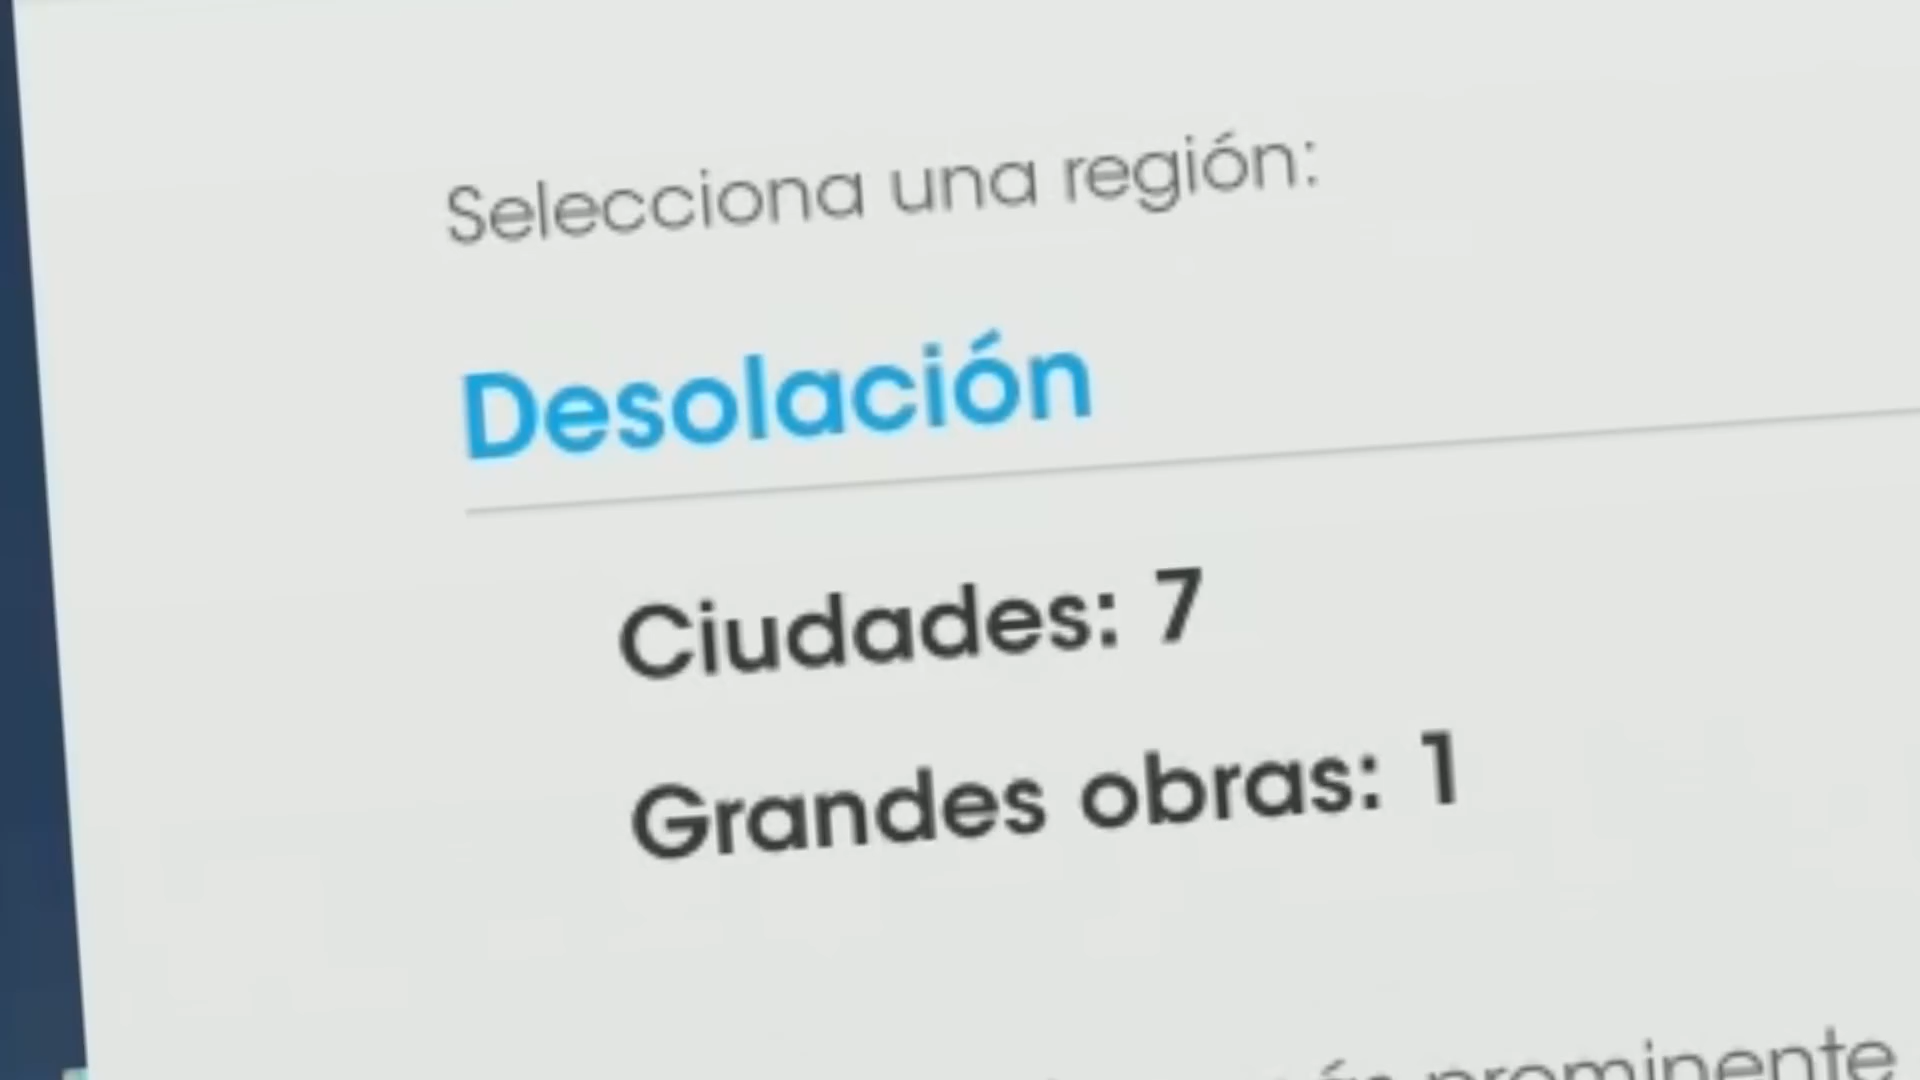 Selecciona una región:
Desolación
Ciudades: 7
Grandes obras: 1
prominente